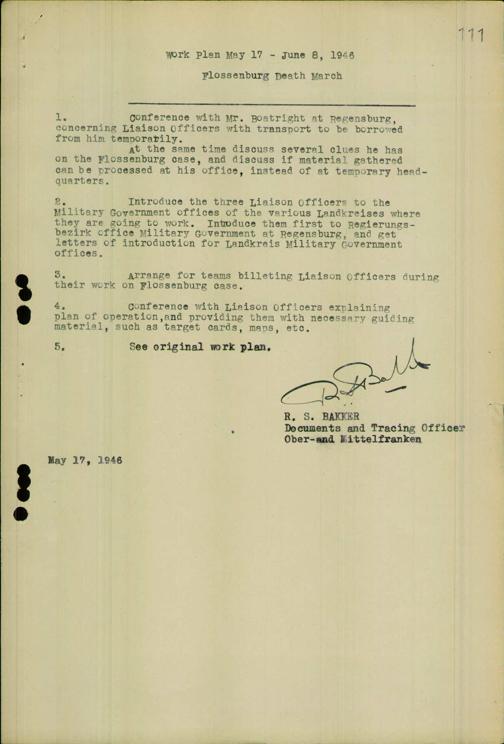 111
Work Plan May 17 - June 8, 1946
Flossenburg Death March
1. Conference with Mr. Boatright at Regensburg,
concerning Liaison Officers with transport to be borrowed
from him temporarily.
At the same time discuss several clues he has
on the Flossenburg case, and discuss if material gathered
can be processed at his office, instead of at temporary head-
quarters.
2. Introduce the three Liaison Officers to the
Military Government offices of the various Landkreises where
they are going to work. Introduce them first to Regierungs-
bezirk office Military Government at Regensburg, and get
letters of introduction for Landkreis Military Government
offices.
3. Arrange for teams billeting Liaison Officers during
their work on Flossenburg case.
4. Conference with Liaison Officers explaining
plan of operation,and providing them with necessary guiding
material, such as target cards, maps, etc.
5. See original work plan.
R S Bakker
R. S. BAKKER
Documents and Tracing Officer
Ober-and Mittelfranken
May 17, 1946